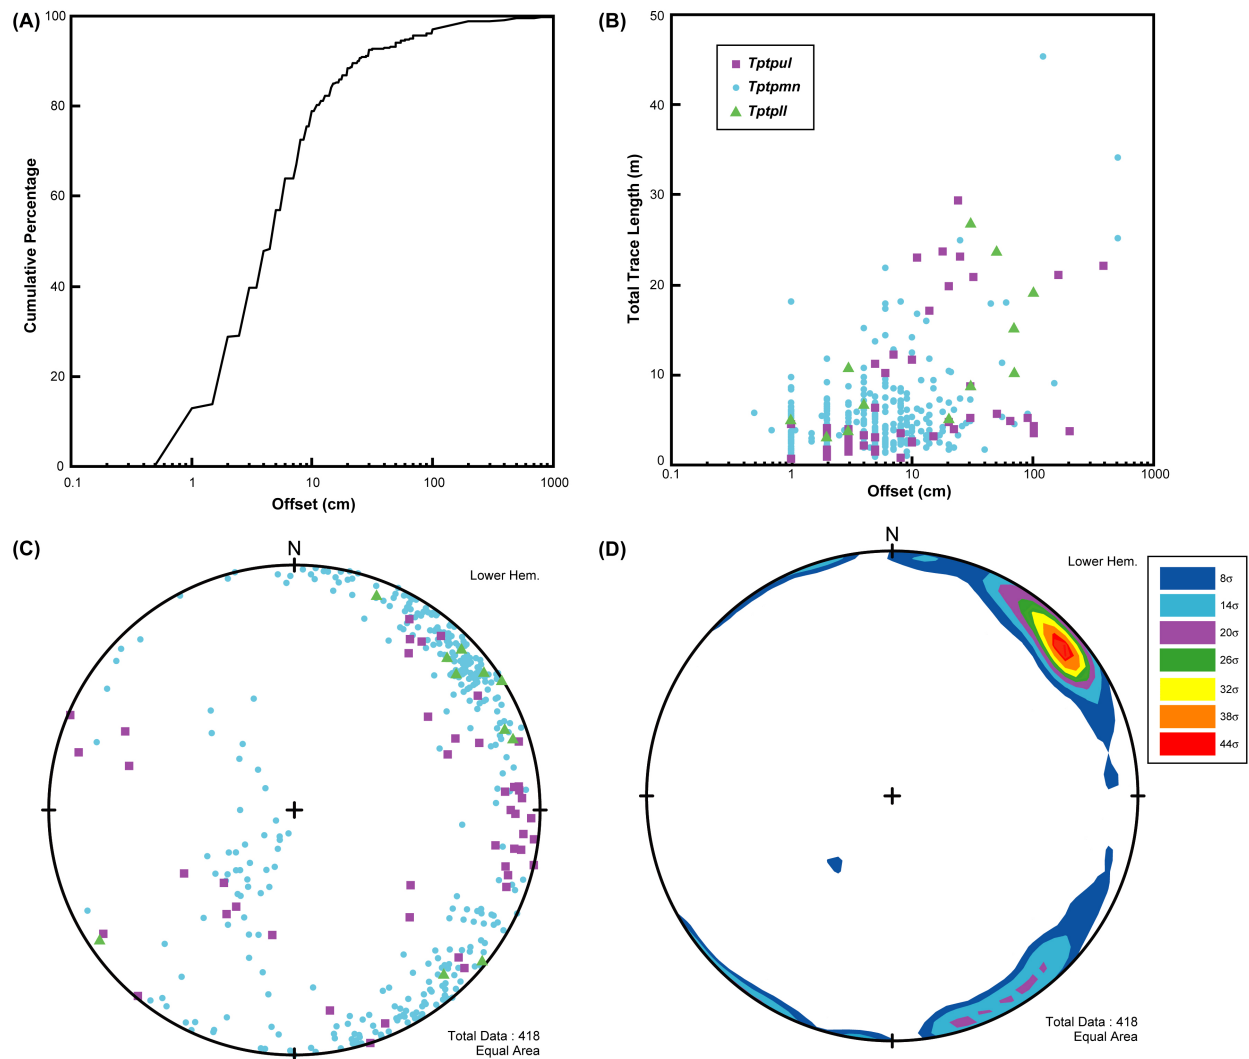 (A)
100
80
60
40
20
0
Cumulative Percentage
0.1 1 10 100 1000
Offset (cm)
(B)
50
40
30
20
10
0
Total Trace Length (m)
Tptpul
Tptpmn
Tptpll
0.1 1 10 100 1000
Offset (cm)
(C)
N
Lower Hem.
Total Data : 418
Equal Area
(D)
N
Lower Hem.
8σ
14σ
20σ
26σ
32σ
38σ
44σ
Total Data : 418
Equal Area